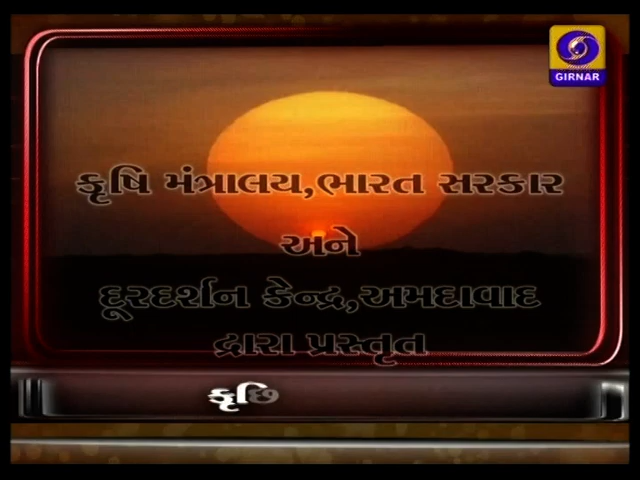 GIRNAR
કૃષિ મંત્રાલય,ભારત સરકાર
અને
દૂરદર્શન કેન્દ્ર,અમદાવાદ
દ્વારા પ્રસ્તૃત